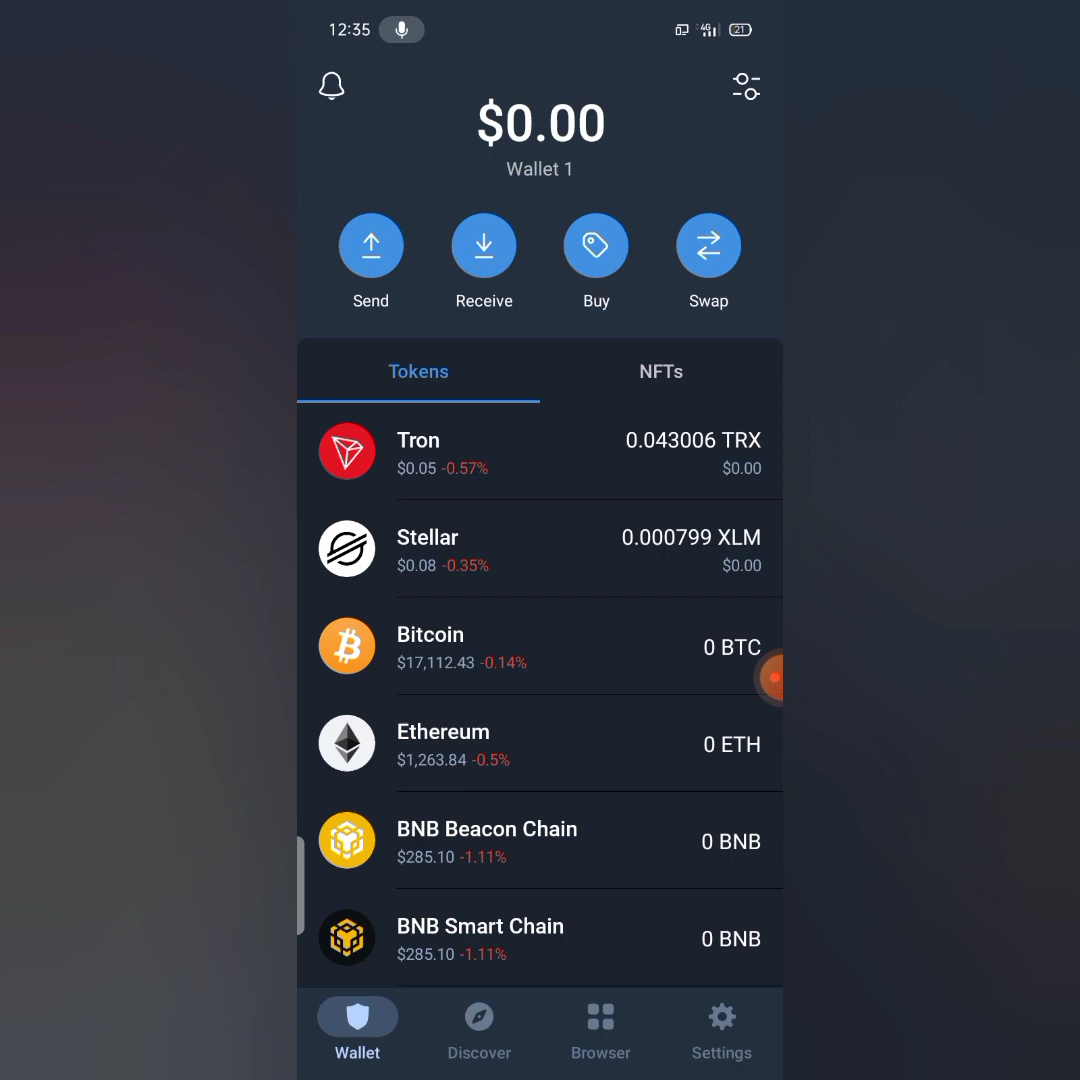 12:35 4G 21
$0.00
Wallet 1
Send Receive Buy Swap
Tokens NFTs
Tron 0.043006 TRX
$0.05 -0.57% $0.00
Stellar 0.000799 XLM
$0.08 -0.35% $0.00
Bitcoin
$17,112.43 -0.14% 0 BTC
Ethereum
$1,263.84 -0.5% 0 ETH
BNB Beacon Chain
$285.10 -1.11% 0 BNB
BNB Smart Chain
$285.10 -1.11% 0 BNB
Wallet Discover Browser Settings